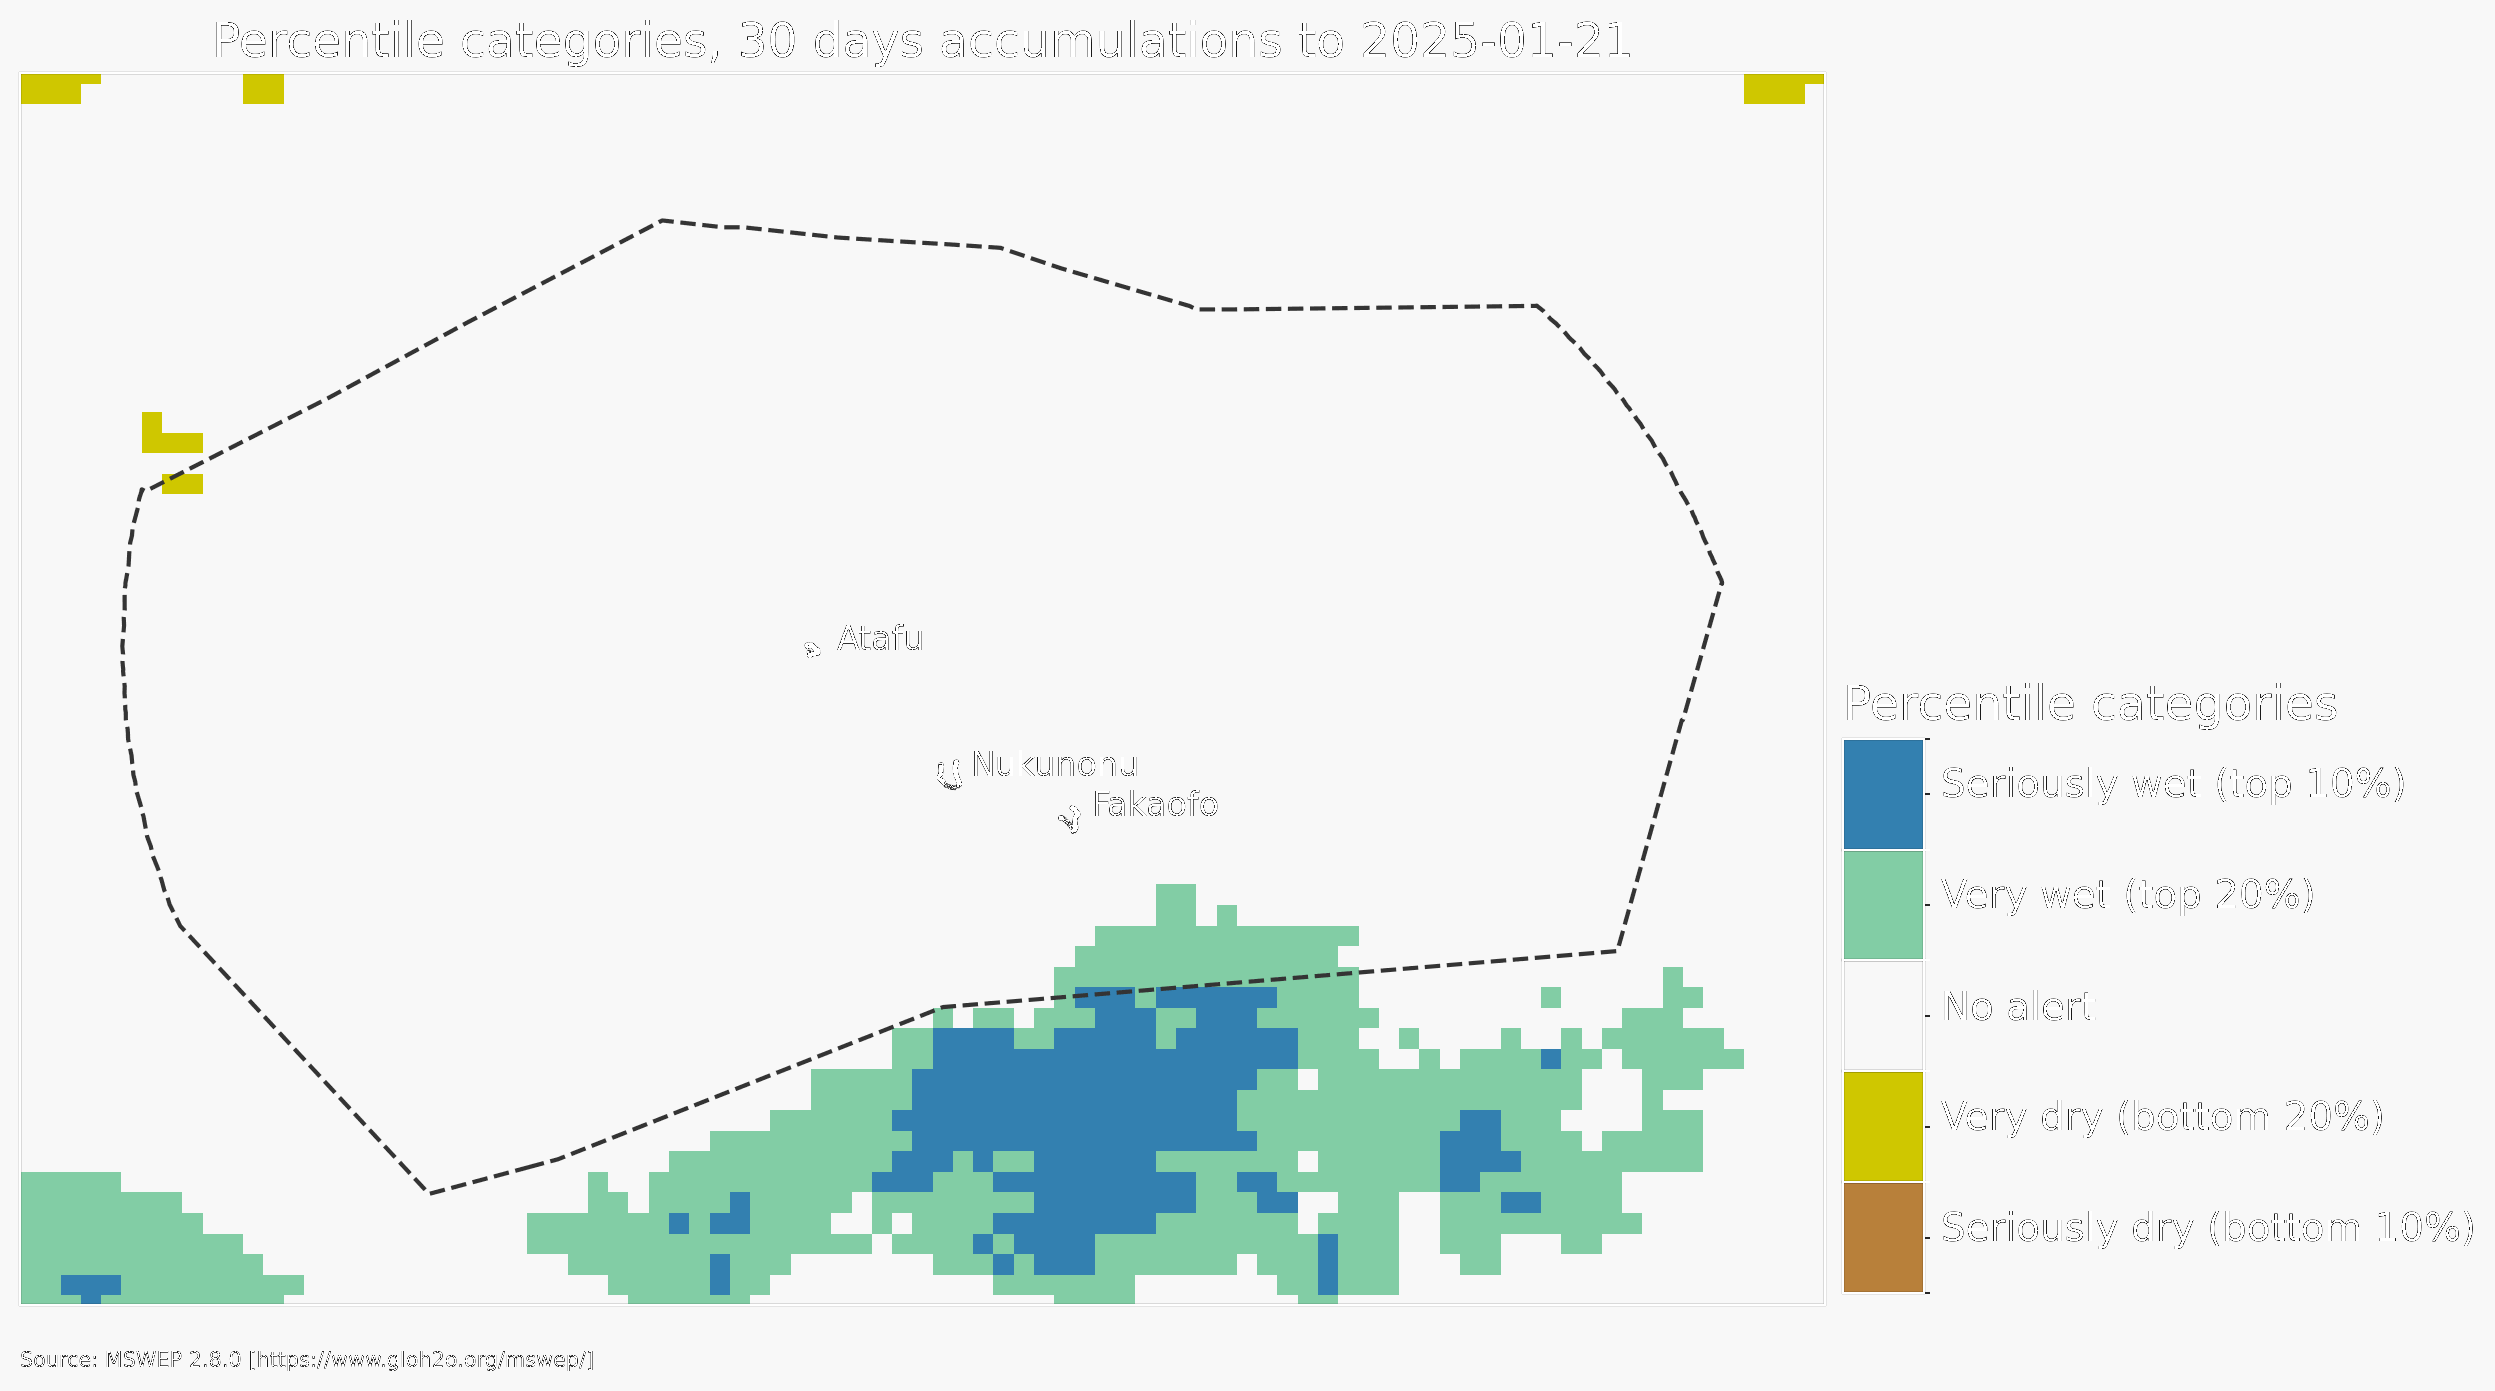 Percentile categories, 30 days accumulations to 2025-01-21
Atafu
Nukunonu
Fakaofo
Percentile categories
Seriously wet (top 10%)
Very wet (top 20%)
No alert
Very dry (bottom 20%)
Seriously dry (bottom 10%)
Source: MSWEP 2.8.0 [https://www.gloh2o.org/mswep/]